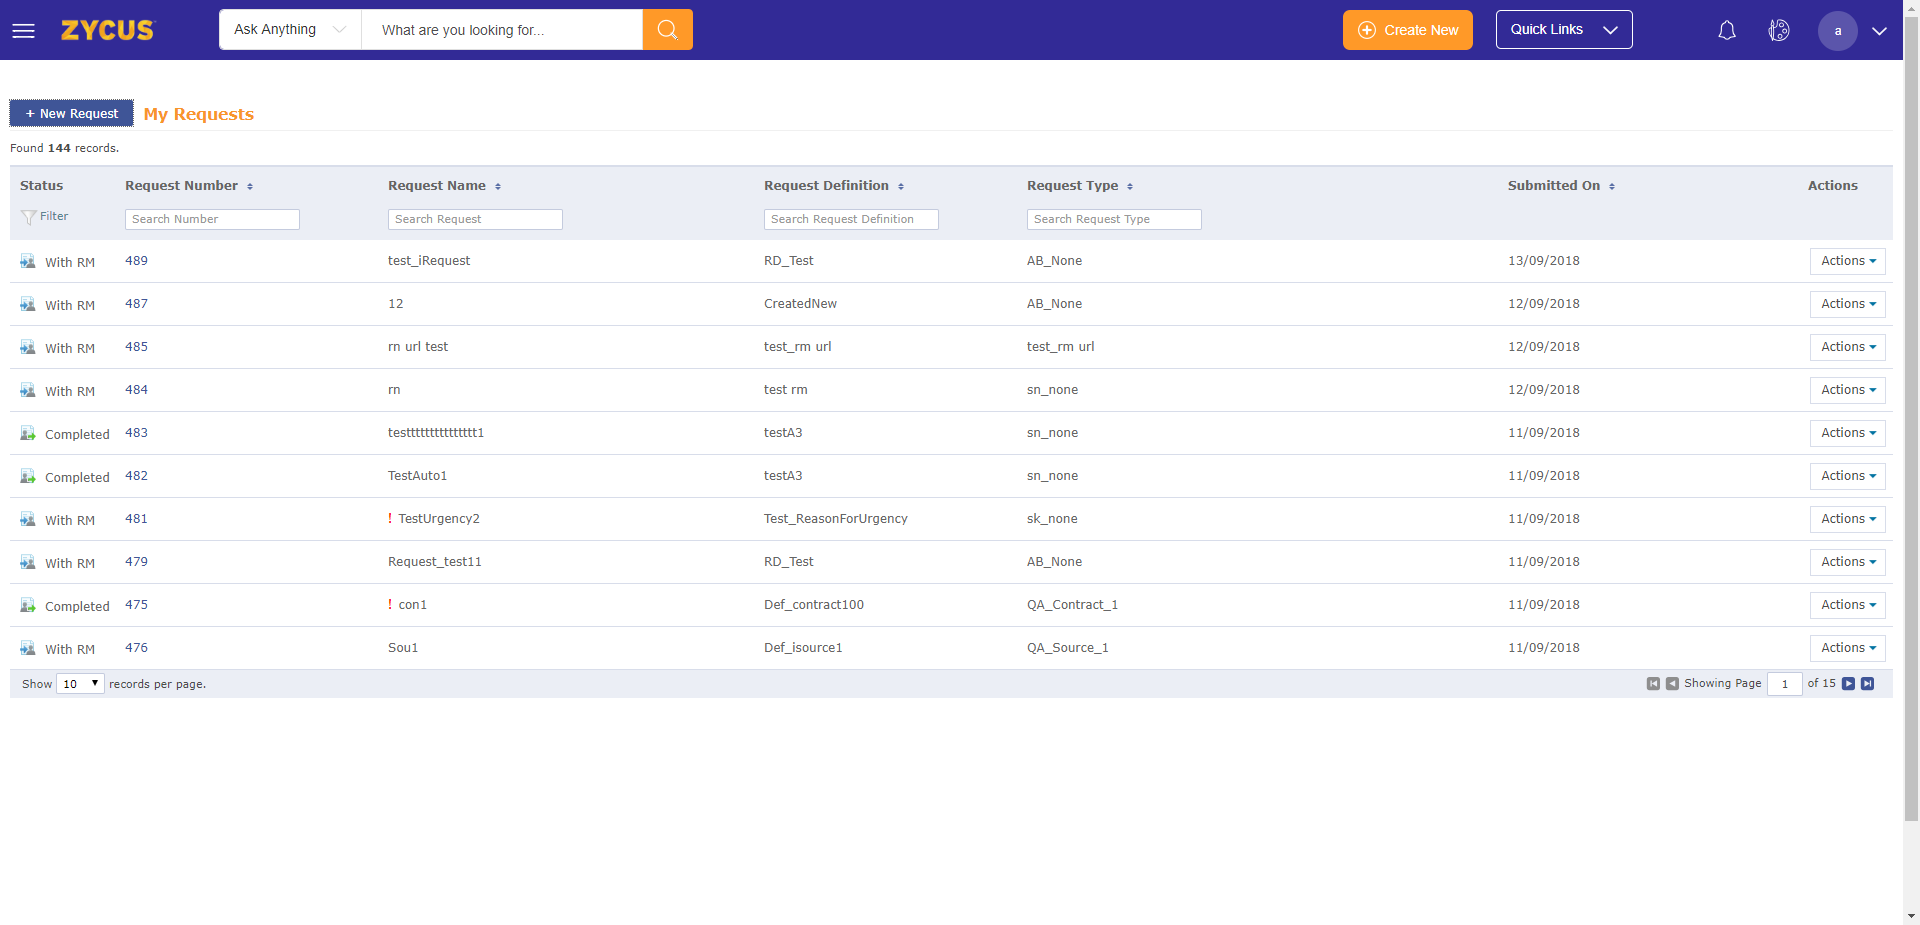 ZYCUS Ask Anything What are you looking for... Create New Quick Links a
+ New Request My Requests
Found 144 records.
Status Request Number Request Name Request Definition Request Type Submitted On Actions
Filter Search Number Search Request Search Request Definition Search Request Type
With RM 489 test_iRequest RD_Test AB_None 13/09/2018 Actions
With RM 487 12 CreatedNew AB_None 12/09/2018 Actions
With RM 485 rn url test test_rm url test_rm url 12/09/2018 Actions
With RM 484 rn test rm sn_none 12/09/2018 Actions
Completed 483 testttttttttttttttt1 testA3 sn_none 11/09/2018 Actions
Completed 482 TestAuto1 testA3 sn_none 11/09/2018 Actions
With RM 481 ! TestUrgency2 Test_ReasonForUrgency sk_none 11/09/2018 Actions
With RM 479 Request_test11 RD_Test AB_None 11/09/2018 Actions
Completed 475 ! con1 Def_contract100 QA_Contract_1 11/09/2018 Actions
With RM 476 Sou1 Def_isource1 QA_Source_1 11/09/2018 Actions
Show 10 records per page. Showing Page 1 of 15